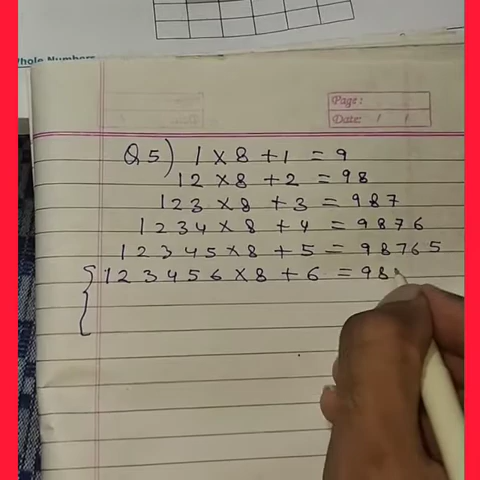 Whole Numbers
Page:
Date:
Q5) 1 × 8 + 1 = 9
12 × 8 + 2 = 98
123 × 8 + 3 = 987
1234 × 8 + 4 = 9876
12345 × 8 + 5 = 98765
123456 × 8 + 6 = 98